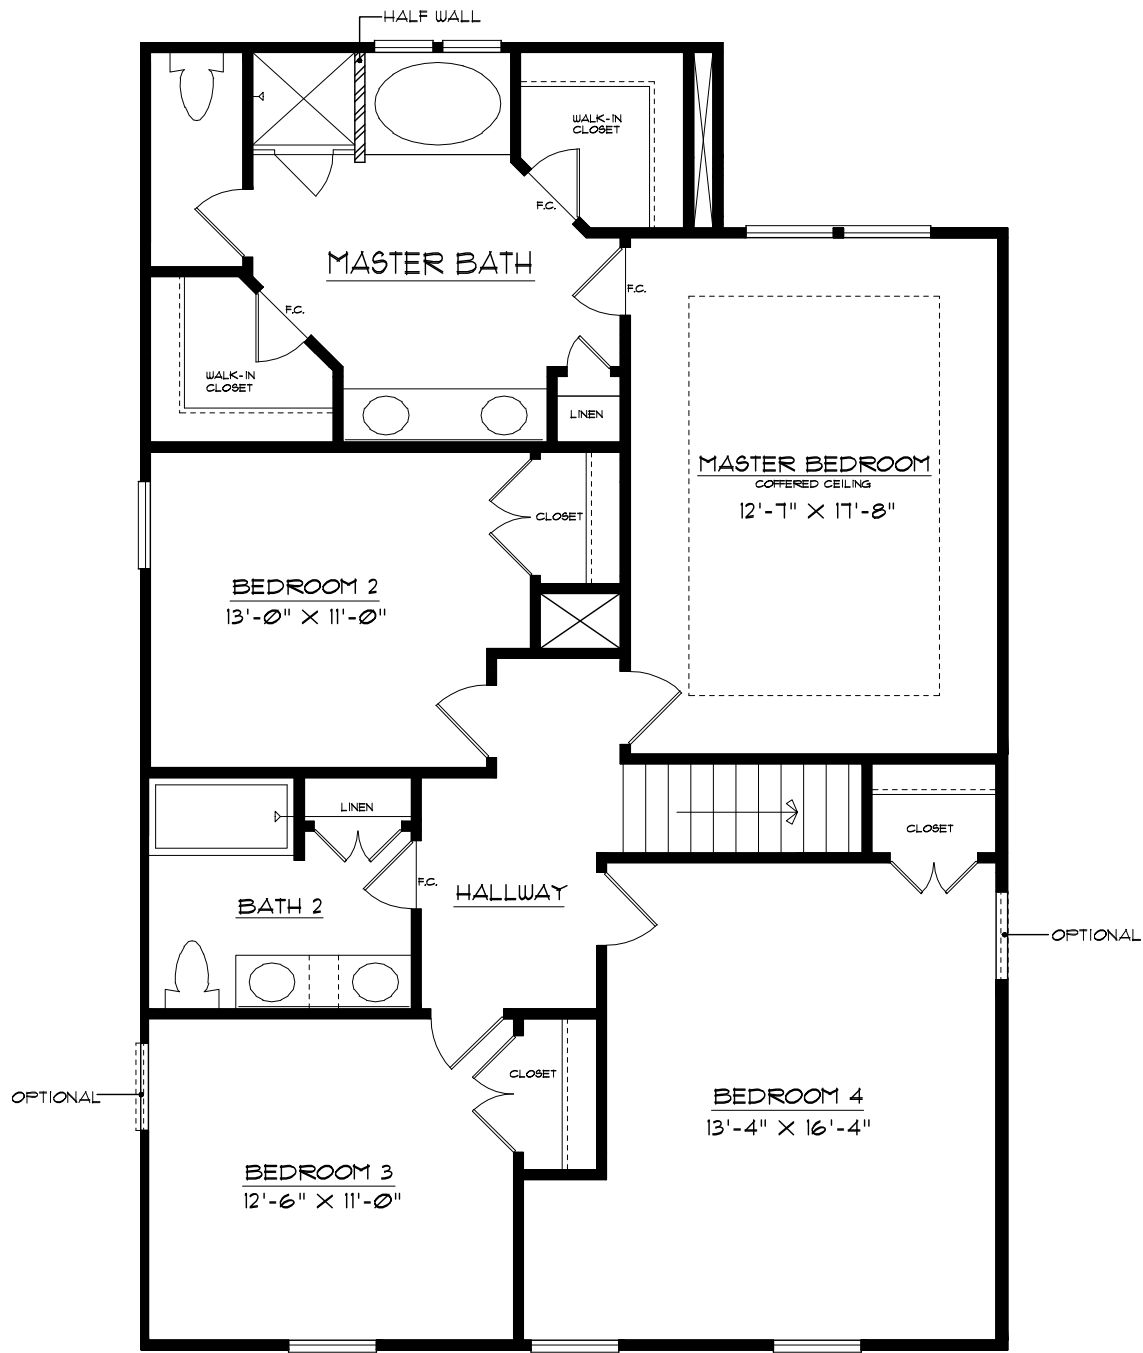 HALF WALL
WALK-IN
CLOSET
F.C.
MASTER BATH
F.C.
F.C.
WALK-IN
CLOSET
LINEN
MASTER BEDROOM
COFFERED CEILING
12'-7" X 17'-8"
CLOSET
BEDROOM 2
13'-0" X 11'-0"
LINEN
CLOSET
F.C.
HALLWAY
BATH 2
OPTIONAL
CLOSET
OPTIONAL
BEDROOM 4
13'-4" X 16'-4"
BEDROOM 3
12'-6" X 11'-0"